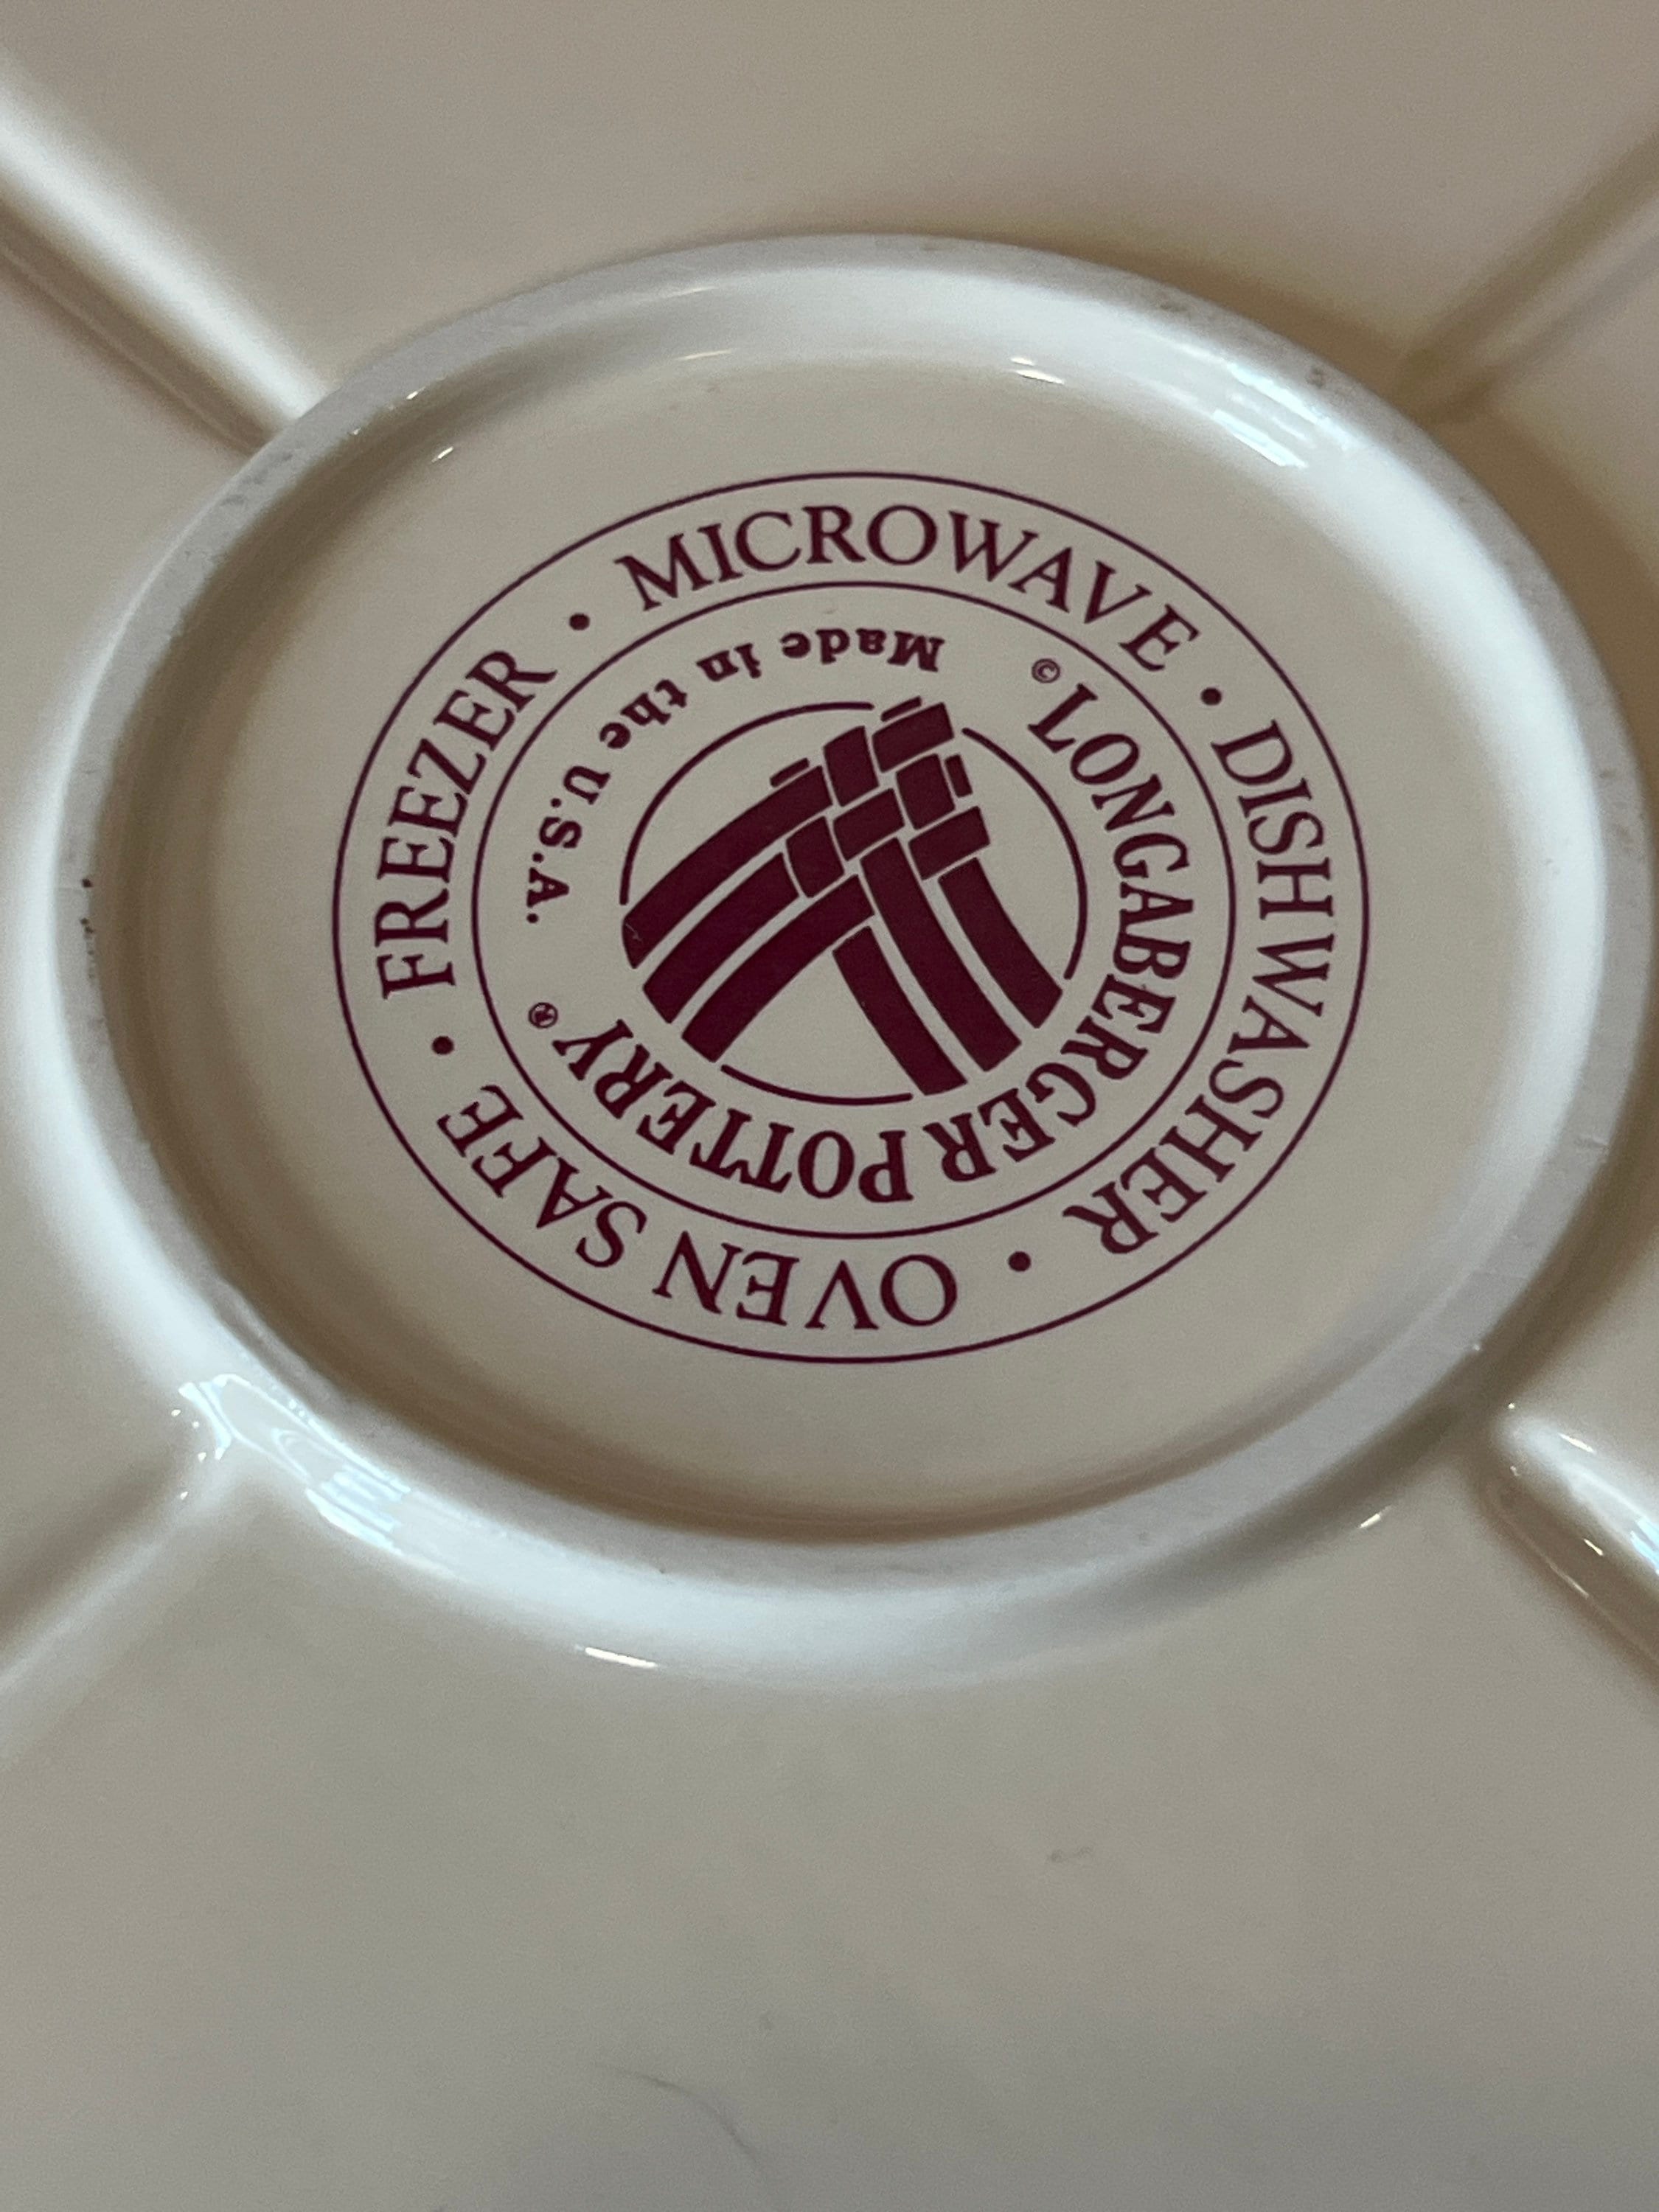 MICROWAVE • DISHWASHER • OVEN SAFE • FREEZER •
© LONGABERGER POTTERY ®
Made in the U.S.A.